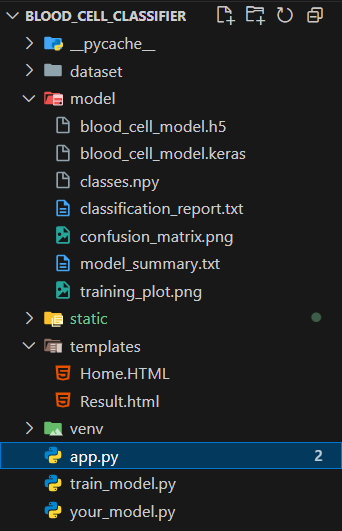 BLOOD_CELL_CLASSIFIER
__pycache__
dataset
model
blood_cell_model.h5
blood_cell_model.keras
classes.npy
classification_report.txt
confusion_matrix.png
model_summary.txt
training_plot.png
static
templates
Home.HTML
Result.html
venv
app.py 2
train_model.py
your_model.py